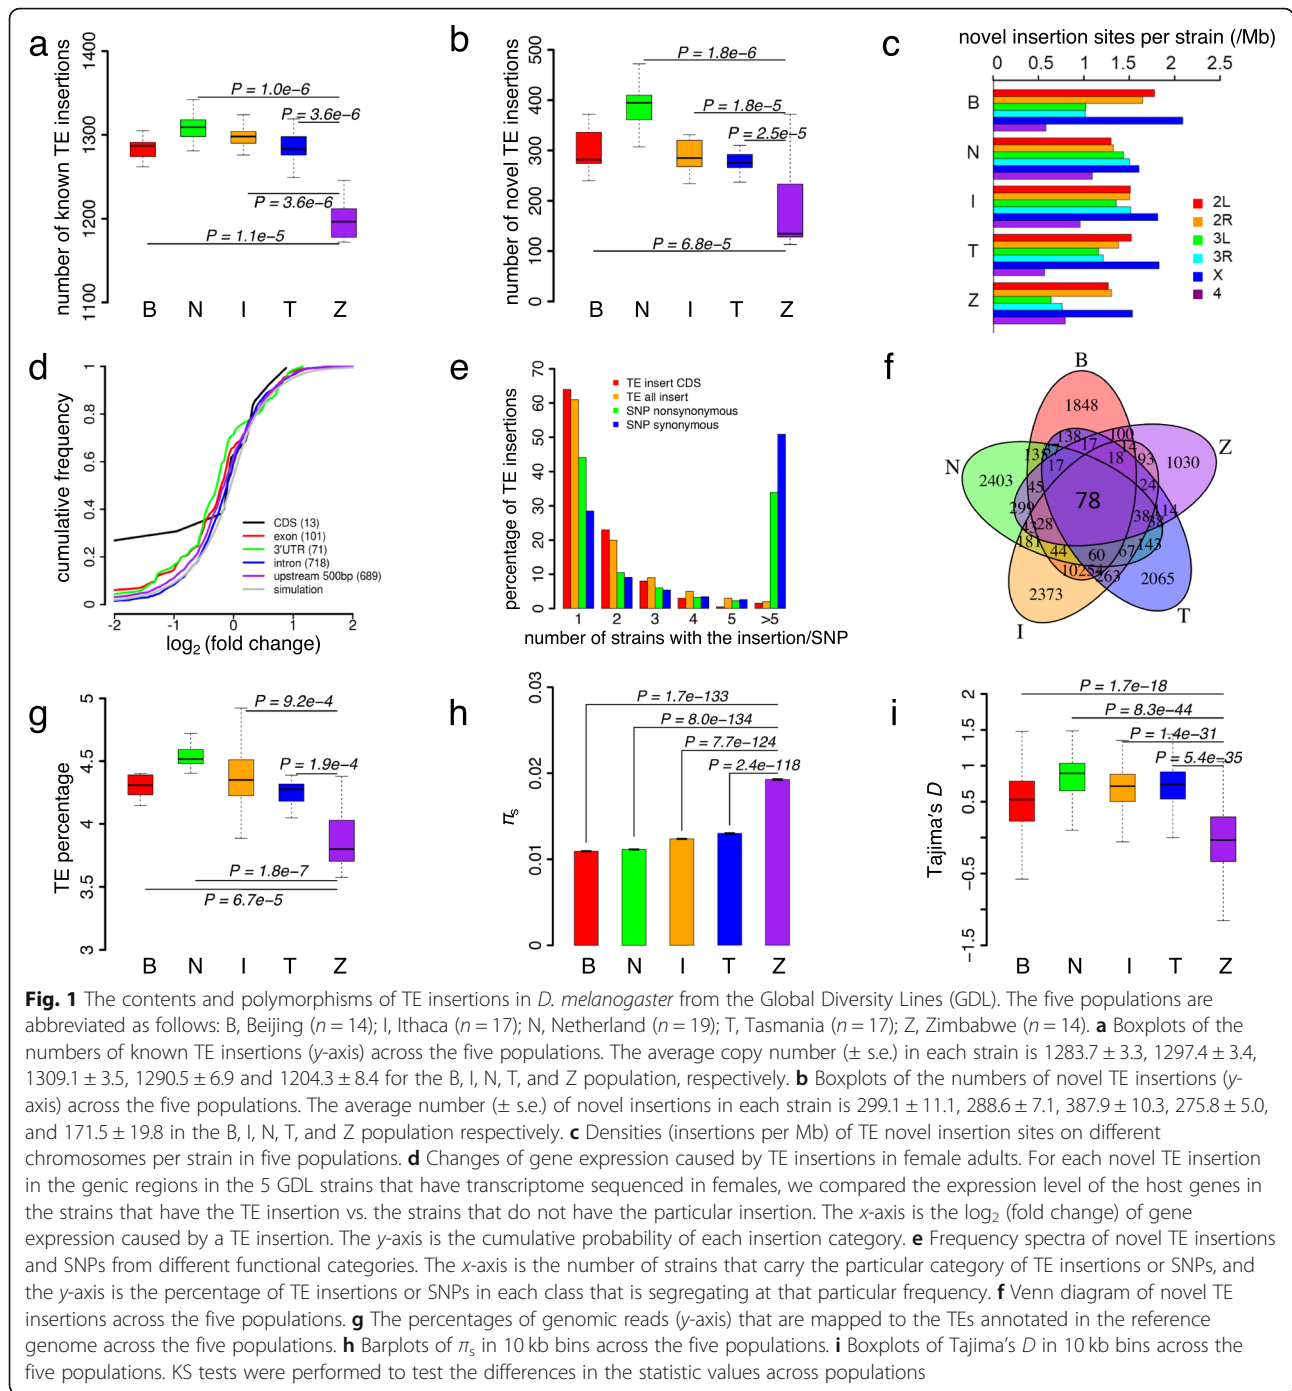 a
number of known TE insertions
1400
1300
1200
1100
P = 1.0e−6
P = 3.6e−6
P = 3.6e−6
P = 1.1e−5
B N I T Z
b
number of novel TE insertions
500
400
300
200
100
0
P = 1.8e−6
P = 1.8e−5
P = 2.5e−5
P = 6.8e−5
B N I T Z
c
novel insertion sites per strain (/Mb)
0 0.5 1 1.5 2 2.5
B
N
I
T
Z
2L
2R
3L
3R
X
4
d
cumulative frequency
1
0.8
0.6
0.4
0.2
0
CDS (13)
exon (101)
3'UTR (71)
intron (718)
upstream 500bp (689)
simulation
-2 -1 0 1 2
log2 (fold change)
e
percentage of TE insertions
70
60
50
40
30
20
10
0
TE insert CDS
TE all insert
SNP nonsynonymous
SNP synonymous
1 2 3 4 5 >5
number of strains with the insertion/SNP
f
B
Z
N
I
T
1848
138
17
100
14
18
93
1030
135
17
2403
45
78
24
299
28
38
114
38
181
44
60
67
143
102
54
263
2373
2065
g
TE percentage
5
4.5
4
3.5
3
P = 9.2e−4
P = 1.9e−4
P = 1.8e−7
P = 6.7e−5
B N I T Z
h
πs
0.03
0.02
0.01
0
P = 1.7e−133
P = 8.0e−134
P = 7.7e−124
P = 2.4e−118
B N I T Z
i
Tajima's D
2
1.5
1
0.5
−0.5
−1.5
P = 1.7e−18
P = 8.3e−44
P = 1.4e−31
P = 5.4e−35
B N I T Z
Fig. 1 The contents and polymorphisms of TE insertions in D. melanogaster from the Global Diversity Lines (GDL). The five populations are
abbreviated as follows: B, Beijing (n = 14); I, Ithaca (n = 17); N, Netherland (n = 19); T, Tasmania (n = 17); Z, Zimbabwe (n = 14). a Boxplots of the
numbers of known TE insertions (y-axis) across the five populations. The average copy number (± s.e.) in each strain is 1283.7 ± 3.3, 1297.4 ± 3.4,
1309.1 ± 3.5, 1290.5 ± 6.9 and 1204.3 ± 8.4 for the B, I, N, T, and Z population, respectively. b Boxplots of the numbers of novel TE insertions (y-
axis) across the five populations. The average number (± s.e.) of novel insertions in each strain is 299.1 ± 11.1, 288.6 ± 7.1, 387.9 ± 10.3, 275.8 ± 5.0,
and 171.5 ± 19.8 in the B, I, N, T, and Z population respectively. c Densities (insertions per Mb) of TE novel insertion sites on different
chromosomes per strain in five populations. d Changes of gene expression caused by TE insertions in female adults. For each novel TE insertion
in the genic regions in the 5 GDL strains that have transcriptome sequenced in females, we compared the expression level of the host genes in
the strains that have the TE insertion vs. the strains that do not have the particular insertion. The x-axis is the log2 (fold change) of gene
expression caused by a TE insertion. The y-axis is the cumulative probability of each insertion category. e Frequency spectra of novel TE insertions
and SNPs from different functional categories. The x-axis is the number of strains that carry the particular category of TE insertions or SNPs, and
the y-axis is the percentage of TE insertions or SNPs in each class that is segregating at that particular frequency. f Venn diagram of novel TE
insertions across the five populations. g The percentages of genomic reads (y-axis) that are mapped to the TEs annotated in the reference
genome across the five populations. h Barplots of πs in 10 kb bins across the five populations. i Boxplots of Tajima's D in 10 kb bins across the
five populations. KS tests were performed to test the differences in the statistic values across populations